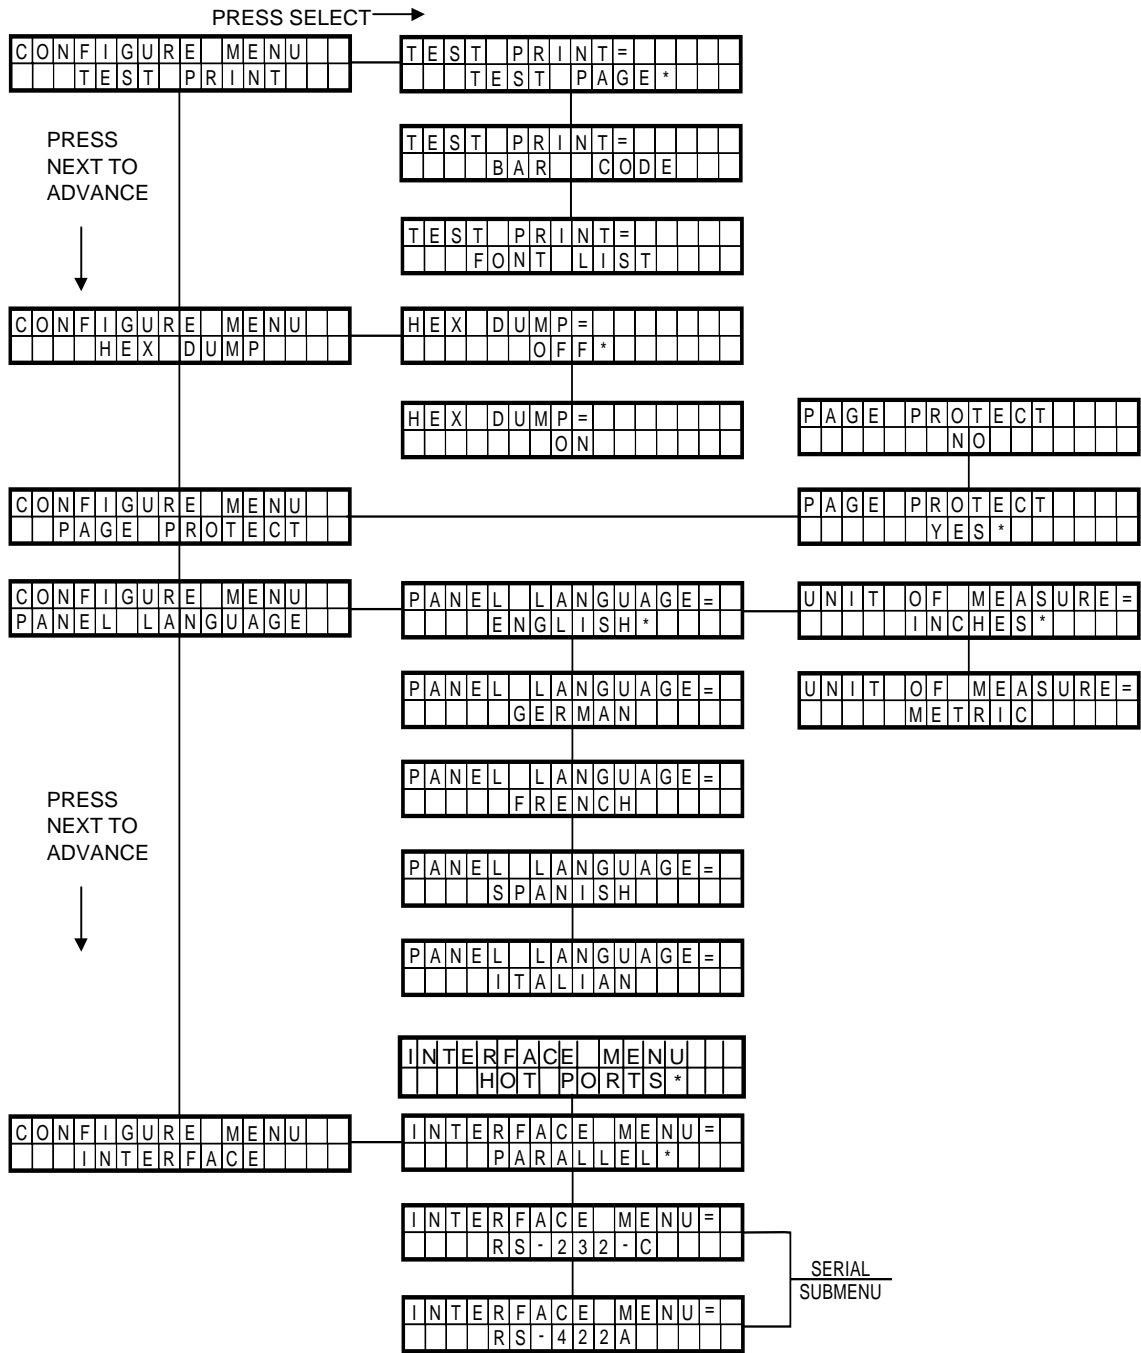 PRESS SELECT
CONFIGURE MENU
TEST PRINT
TEST PRINT=
TEST PAGE*
PRESS
NEXT TO
ADVANCE
TEST PRINT=
BAR CODE
TEST PRINT=
FONT LIST
CONFIGURE MENU
HEX DUMP
HEX DUMP=
OFF*
HEX DUMP=
ON
PAGE PROTECT
NO
CONFIGURE MENU
PAGE PROTECT
PAGE PROTECT
YES*
CONFIGURE MENU
PANEL LANGUAGE
PANEL LANGUAGE=
ENGLISH*
UNIT OF MEASURE=
INCHES*
PANEL LANGUAGE=
GERMAN
UNIT OF MEASURE=
METRIC
PRESS
NEXT TO
ADVANCE
PANEL LANGUAGE=
FRENCH
PANEL LANGUAGE=
SPANISH
PANEL LANGUAGE=
ITALIAN
INTERFACE MENU
HOT PORTS*
CONFIGURE MENU
INTERFACE
INTERFACE MENU=
PARALLEL*
INTERFACE MENU=
RS-232-C
SERIAL
SUBMENU
INTERFACE MENU=
RS-422A